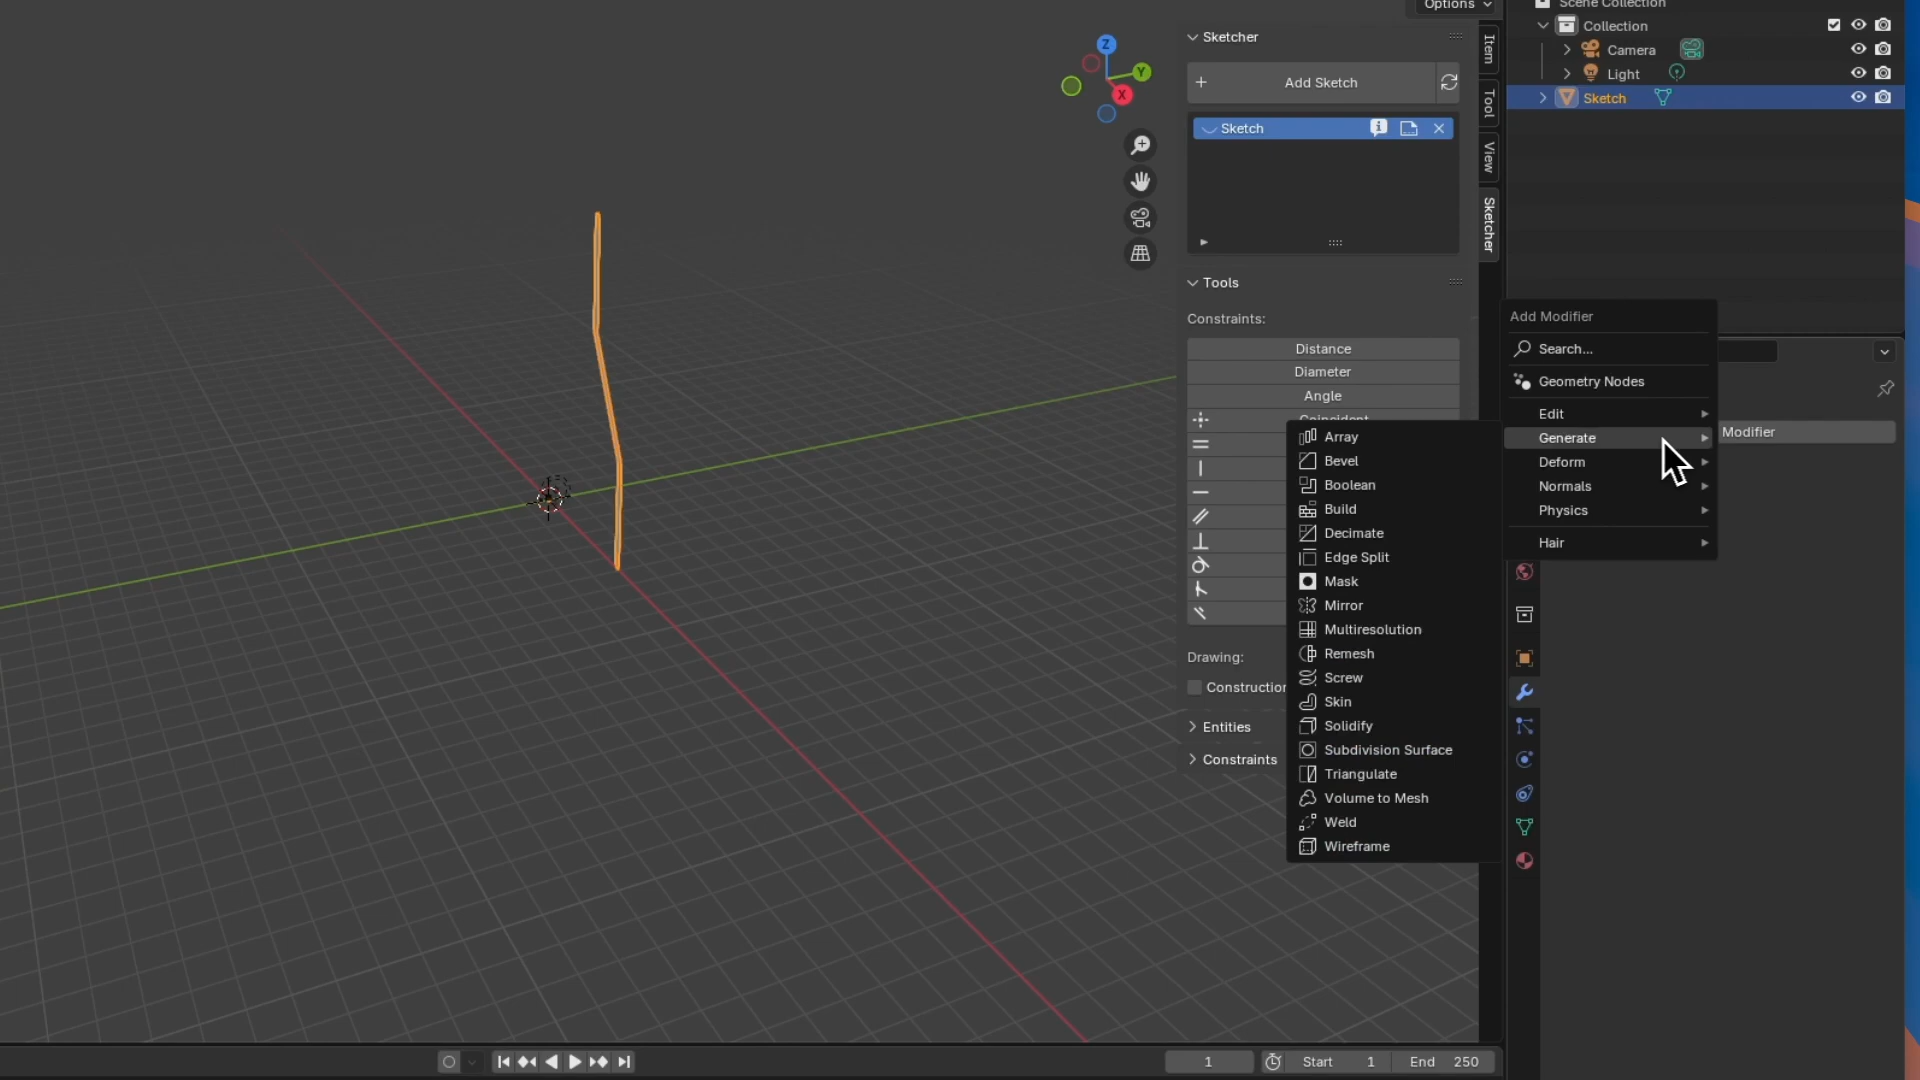 Options
Z
Y
X
Sketcher
Add Sketch
Sketch
Tools
Constraints:
Distance
Diameter
Angle
Coincident
Array
Bevel
Boolean
Build
Decimate
Edge Split
Mask
Mirror
Multiresolution
Remesh
Screw
Skin
Solidify
Subdivision Surface
Triangulate
Volume to Mesh
Weld
Wireframe
Drawing:
Construction
Entities
Constraints
Item
Tool
View
Sketcher
Scene Collection
Collection
Camera
Light
Sketch
Add Modifier
Search...
Geometry Nodes
Edit
Generate
Deform
Normals
Physics
Hair
Modifier
1
Start 1
End 250